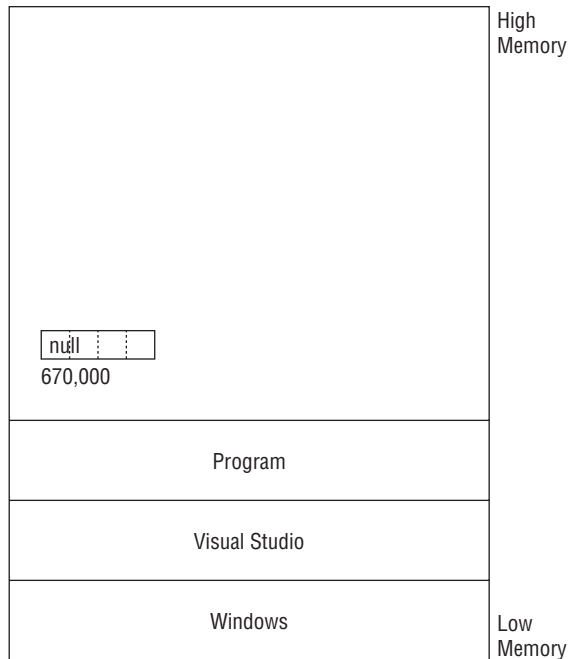 High
Memory
null
670,000
Program
Visual Studio
Windows
Low
Memory